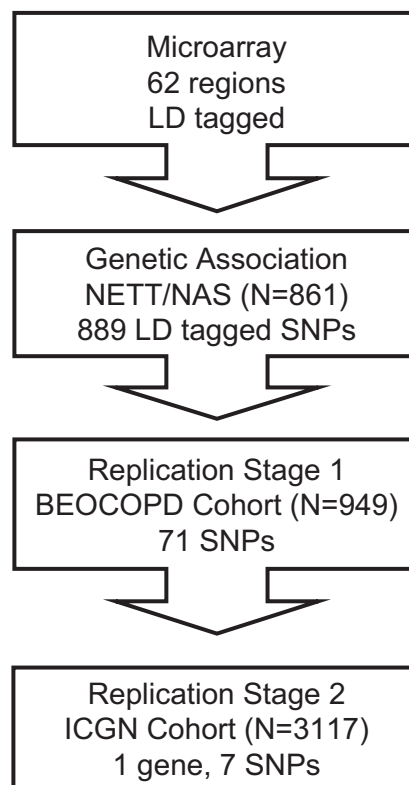 Microarray
62 regions
LD tagged
Genetic Association
NETT/NAS (N=861)
889 LD tagged SNPs
Replication Stage 1
BEOCOPD Cohort (N=949)
71 SNPs
Replication Stage 2
ICGN Cohort (N=3117)
1 gene, 7 SNPs